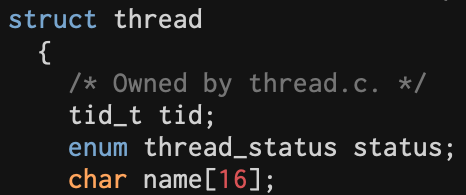 struct thread
{
/* Owned by thread.c. */
tid_t tid;
enum thread_status status;
char name[16];